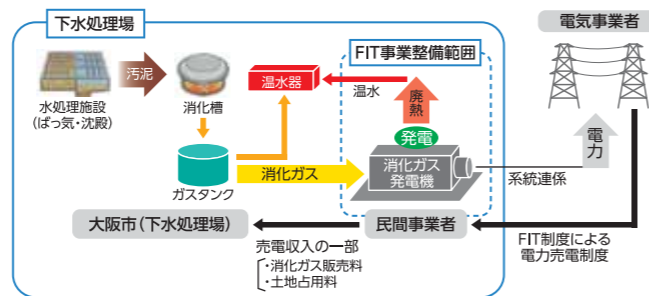 下水処理場
電気事業者
FIT事業整備範囲
汚泥
温水器
温水
廃熱
水処理施設
(ばっ気・沈殿)
消化槽
発電
電力
ガスタンク
消化ガス
消化ガス
発電機
系統連係
大阪市(下水処理場)
民間事業者
売電収入の一部
・消化ガス販売料
・土地占用料
FIT制度による
電力売電制度